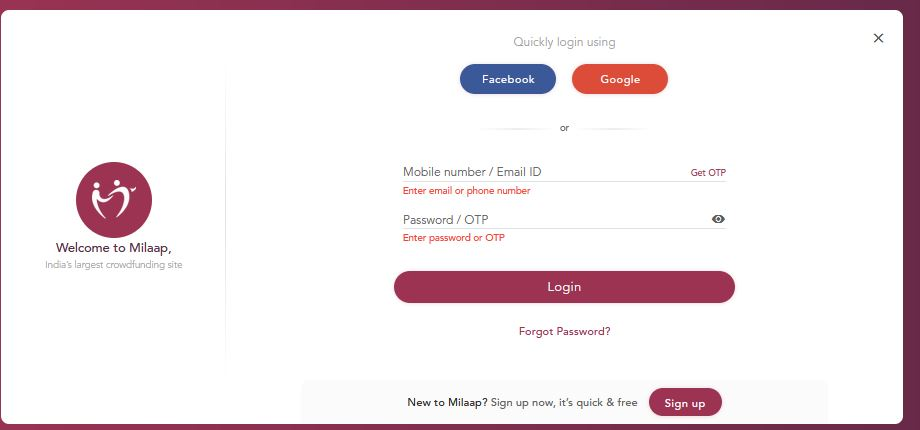 Quickly login using
Facebook Google
or
Mobile number / Email ID Get OTP
Enter email or phone number
Password / OTP
Enter password or OTP
Login
Forgot Password?
Welcome to Milaap,
India's largest crowdfunding site
New to Milaap? Sign up now, it's quick & free Sign up